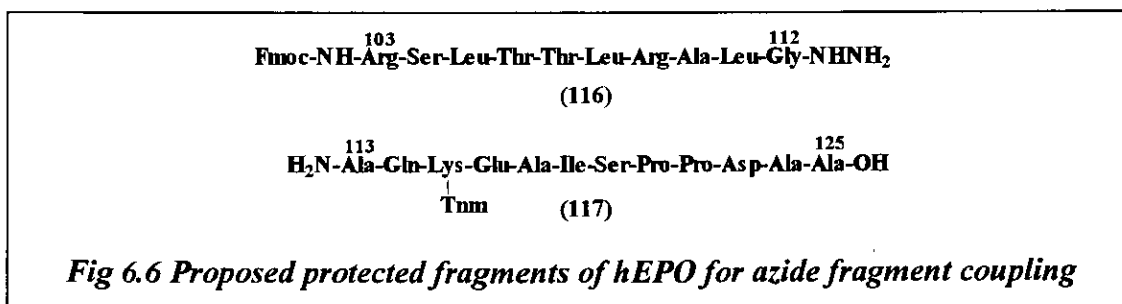 103 112
Fmoc-NH-Arg-Ser-Leu-Thr-Thr-Leu-Arg-Ala-Leu-Gly-NHNH₂
(116)
113 125
H₂N-Ala-Gln-Lys-Glu-Ala-Ile-Ser-Pro-Pro-Asp-Ala-Ala-OH
Tnm (117)
Fig 6.6 Proposed protected fragments of hEPO for azide fragment coupling